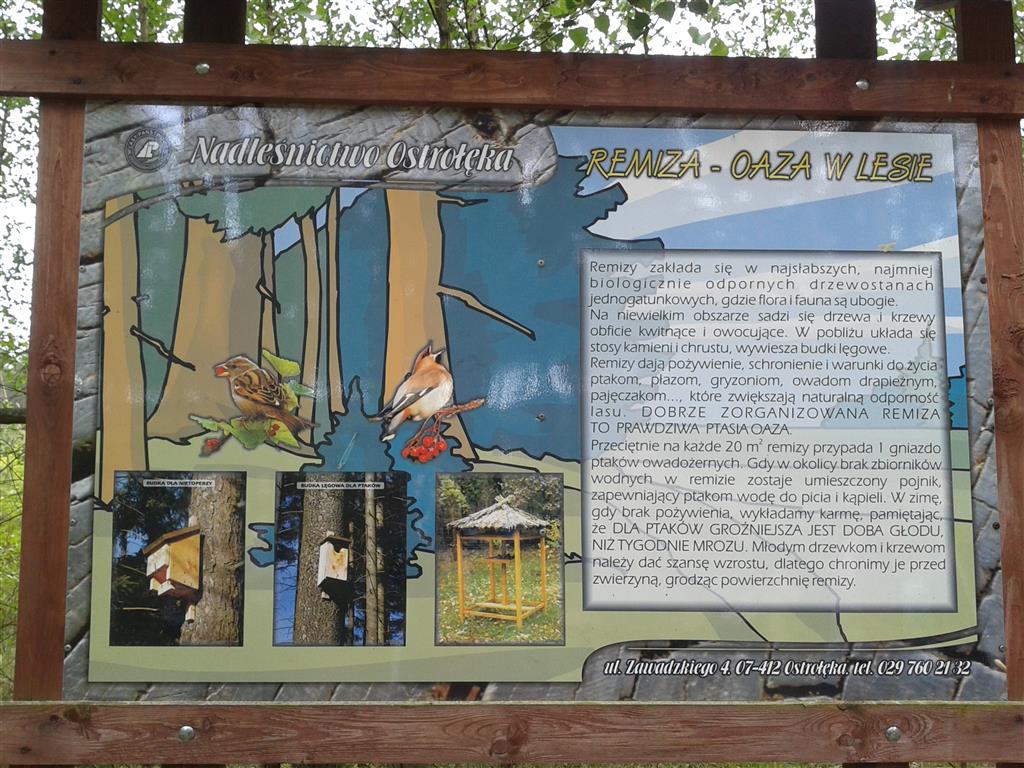 Nadleśnictwo Ostrołęka
REMIZA - OAZA W LESIE
Remizy zakłada się w najsłabszych, najmniej
biologicznie odpornych drzewostanach
jednogatunkowych, gdzie flora i fauna są ubogie.
Na niewielkim obszarze sadzi się drzewa i krzewy
obficie kwitnące i owocujące. W pobliżu układa się
stosy kamieni i chrustu, wywiesza budki lęgowe.
Remizy dają pożywienie, schronienie i warunki do życia
ptakom, płazom, gryzoniom, owadom drapieżnym,
pajęczakom..., które zwiększają naturalną odporność
lasu. DOBRZE ZORGANIZOWANA REMIZA
TO PRAWDZIWA PTASIA OAZA.
Przeciętnie na każde 20 m² remizy przypada 1 gniazdo
ptaków owadożernych. Gdy w okolicy brak zbiorników
wodnych w remizie zostaje umieszczony pojnik,
zapewniający ptakom wodę do picia i kąpieli. W zimę,
gdy brak pożywienia, wykładamy karmę, pamiętając,
że DLA PTAKÓW GROŹNIEJSZA JEST DOBA GŁODU,
NIŻ TYGODNIE MROZU. Młodym drzewkom i krzewom
należy dać szansę wzrostu, dlatego chronimy je przed
zwierzyną, grodząc powierzchnię remizy.
BUDKA DLA NIETOPERZY
BUDKA LĘGOWA DLA PTAKÓW
ul. Zawadzkiego 4, 07-412 Ostrołęka, tel. 029 760 21 32